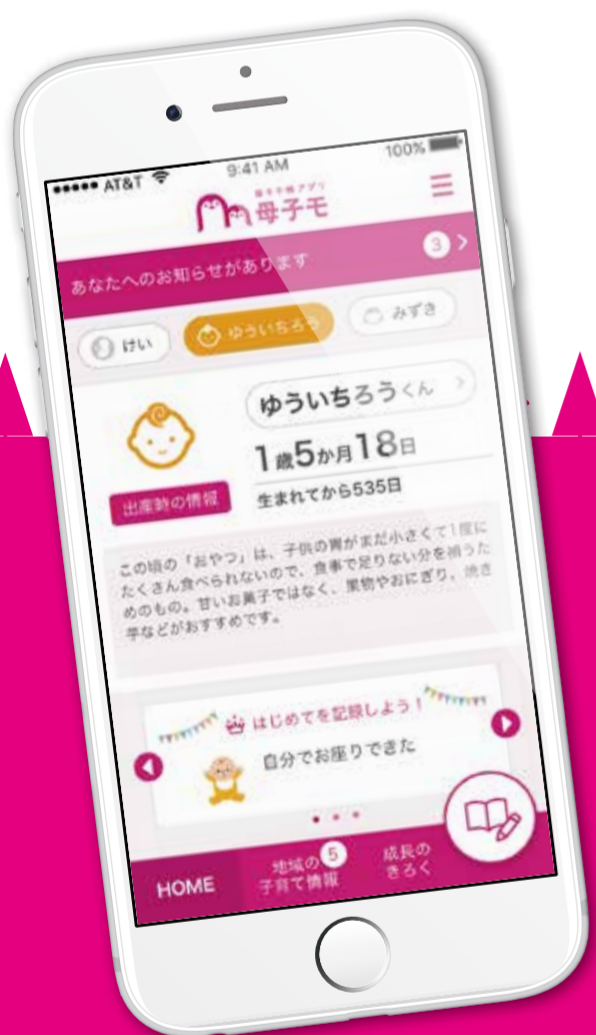 ●●●●● AT&T
9:41 AM
100%
母子手帳アプリ
母子モ
あなたへのお知らせがあります
3
けい
ゆういちろう
みずき
ゆういちろうくん
1歳5か月18日
出産時の情報
生まれてから535日
この頃の「おやつ」は、子供の胃がまだ小さくて1度に
たくさん食べられないので、食事で足りない分を補うた
めのもの。甘いお菓子ではなく、果物やおにぎり、焼き
芋などがおすすめです。
はじめてを記録しよう!
自分でお座りできた
HOME
地域の
子育て情報
5
成長の
きろく